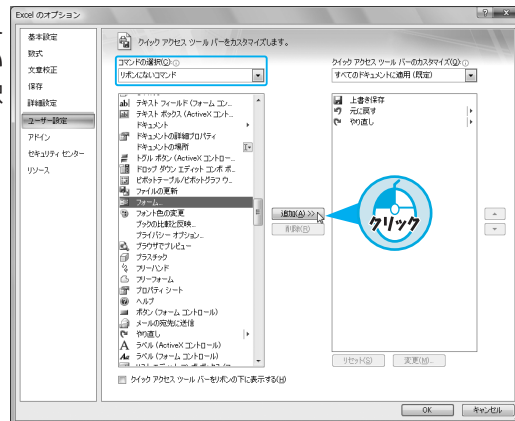 Excel のオプション
基本設定
数式
文章校正
保存
詳細設定
ユーザー設定
アドイン
セキュリティ センター
リソース
クイック アクセス ツール バーをカスタマイズします。
コマンドの選択(C):
リボンにないコマンド
テキスト フィールド (フォーム コン...
テキスト ボックス (ActiveX コント...
ドキュメント
ドキュメントの詳細プロパティ
ドキュメントの場所
トグル ボタン (ActiveX コントロー...
ドロップ ダウン エディット コンボ ボ...
ピボットテーブル/ピボットグラフ ウ...
ファイルの更新
フォーム...
フォント色の変更
ブックの比較と反映...
プライバシー オプション...
ブラウザでプレビュー
プラスチック
フリーハンド
フリーフォーム
プロパティ シート
ヘルプ
ボタン (フォーム コントロール)
メールの宛先に送信
やり直し
ラベル (ActiveX コントロール)
ラベル (フォーム コントロール)
追加(A) >>
削除(R)
クイック アクセス ツール バーのカスタマイズ(Q):
すべてのドキュメントに適用 (既定)
上書き保存
元に戻す
やり直し
クリック
リセット(S)
変更(M)...
クイック アクセス ツール バーをリボンの下に表示する(H)
OK
キャンセル